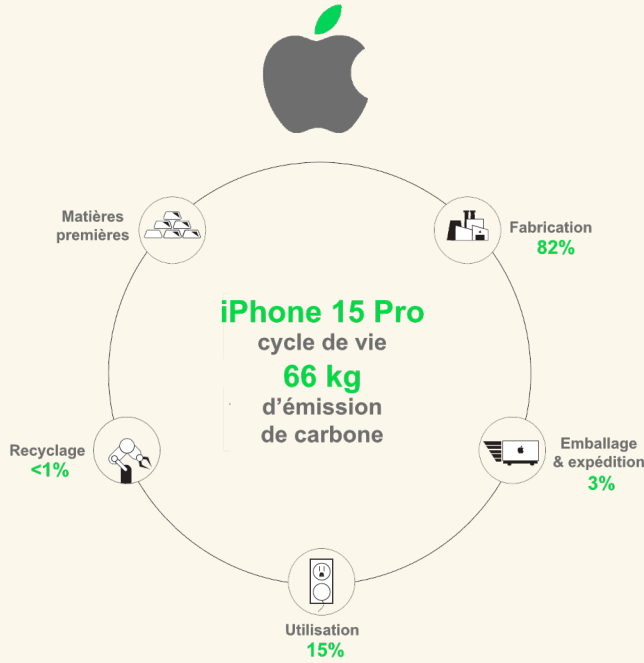 Matières
premières
Fabrication
82%
iPhone 15 Pro
cycle de vie
66 kg
d’émission
de carbone
Recyclage
<1%
Emballage
& expédition
3%
Utilisation
15%